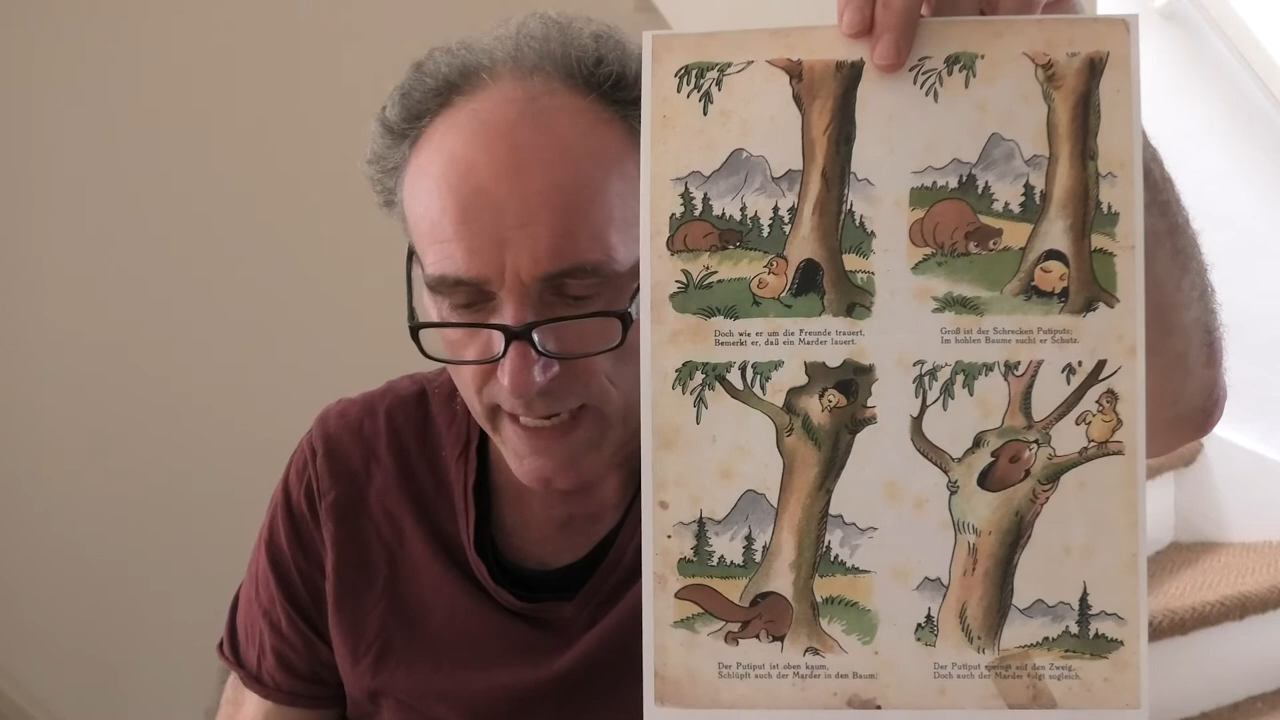 Doch wie er um die Freunde trauert,
Bemerkt er, daß ein Marder lauert.
Groß ist der Schrecken Putiputs;
Im hohlen Baume sucht er Schutz.
Der Putiput ist oben kaum,
Schlüpft auch der Marder in den Baum;
Der Putiput springt auf den Zweig,
Doch auch der Marder folgt sogleich.